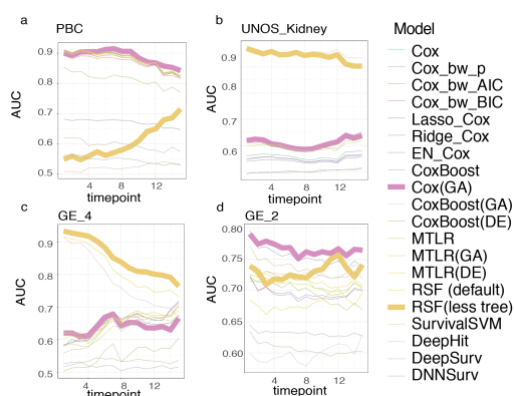 a
PBC
0.9
0.8
0.7
0.6
0.5
AUC
4
8
12
timepoint
b
UNOS_Kidney
0.9
0.8
0.7
0.6
AUC
4
8
12
timepoint
c
GE_4
0.9
0.8
0.7
0.6
0.5
AUC
4
8
12
timepoint
d
GE_2
0.80
0.75
0.70
0.65
0.60
AUC
4
8
12
timepoint
Model
Cox
Cox_bw_p
Cox_bw_AIC
Cox_bw_BIC
Lasso_Cox
Ridge_Cox
EN_Cox
CoxBoost
Cox(GA)
CoxBoost(GA)
CoxBoost(DE)
MTLR
MTLR(GA)
MTLR(DE)
RSF (default)
RSF(less tree)
SurvivalSVM
DeepHit
DeepSurv
DNNSurv